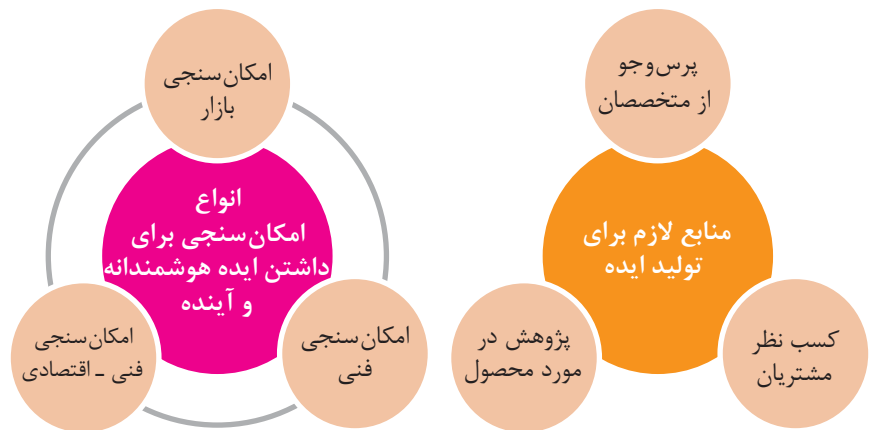 پرس‌وجو
از متخصصان
منابع لازم برای
تولید ایده
کسب نظر
مشتریان
پژوهش در
مورد محصول
امکان‌سنجی
بازار
انواع
امکان‌سنجی برای
داشتن ایده هوشمندانه
و آینده
امکان‌سنجی
فنی
امکان‌سنجی
فنی ـ اقتصادی